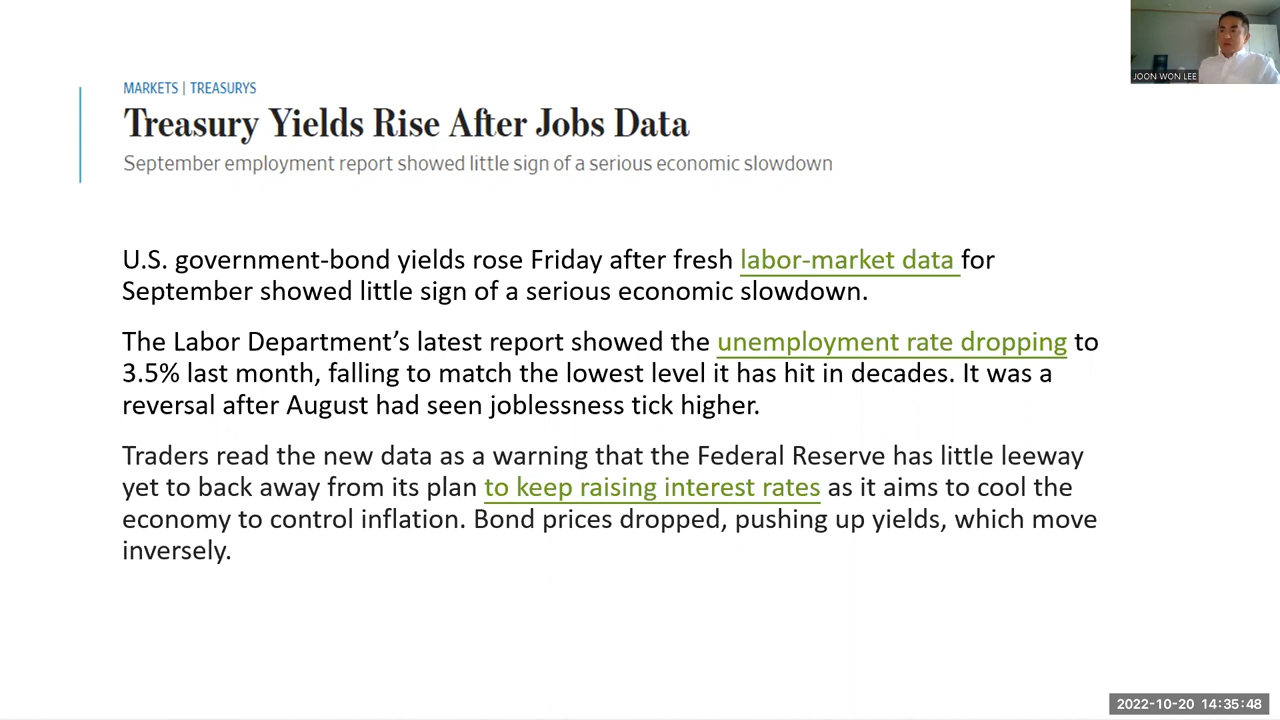 JOON WON LEE
MARKETS | TREASURYS
Treasury Yields Rise After Jobs Data
September employment report showed little sign of a serious economic slowdown
U.S. government-bond yields rose Friday after fresh labor-market data for
September showed little sign of a serious economic slowdown.
The Labor Department’s latest report showed the unemployment rate dropping to
3.5% last month, falling to match the lowest level it has hit in decades. It was a
reversal after August had seen joblessness tick higher.
Traders read the new data as a warning that the Federal Reserve has little leeway
yet to back away from its plan to keep raising interest rates as it aims to cool the
economy to control inflation. Bond prices dropped, pushing up yields, which move
inversely.
2022-10-20 14:35:48